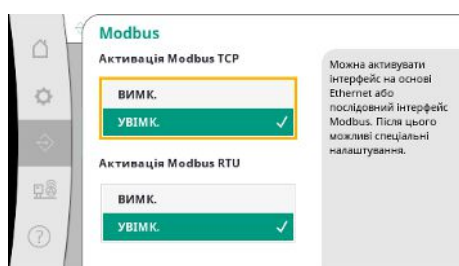 Modbus
Активація Modbus TCP
ВИМК.
УВІМК.
Активація Modbus RTU
ВИМК.
УВІМК.
Можна активувати
інтерфейс на основі
Ethernet або
послідовний інтерфейс
Modbus. Після цього
можливі спеціальні
налаштування.